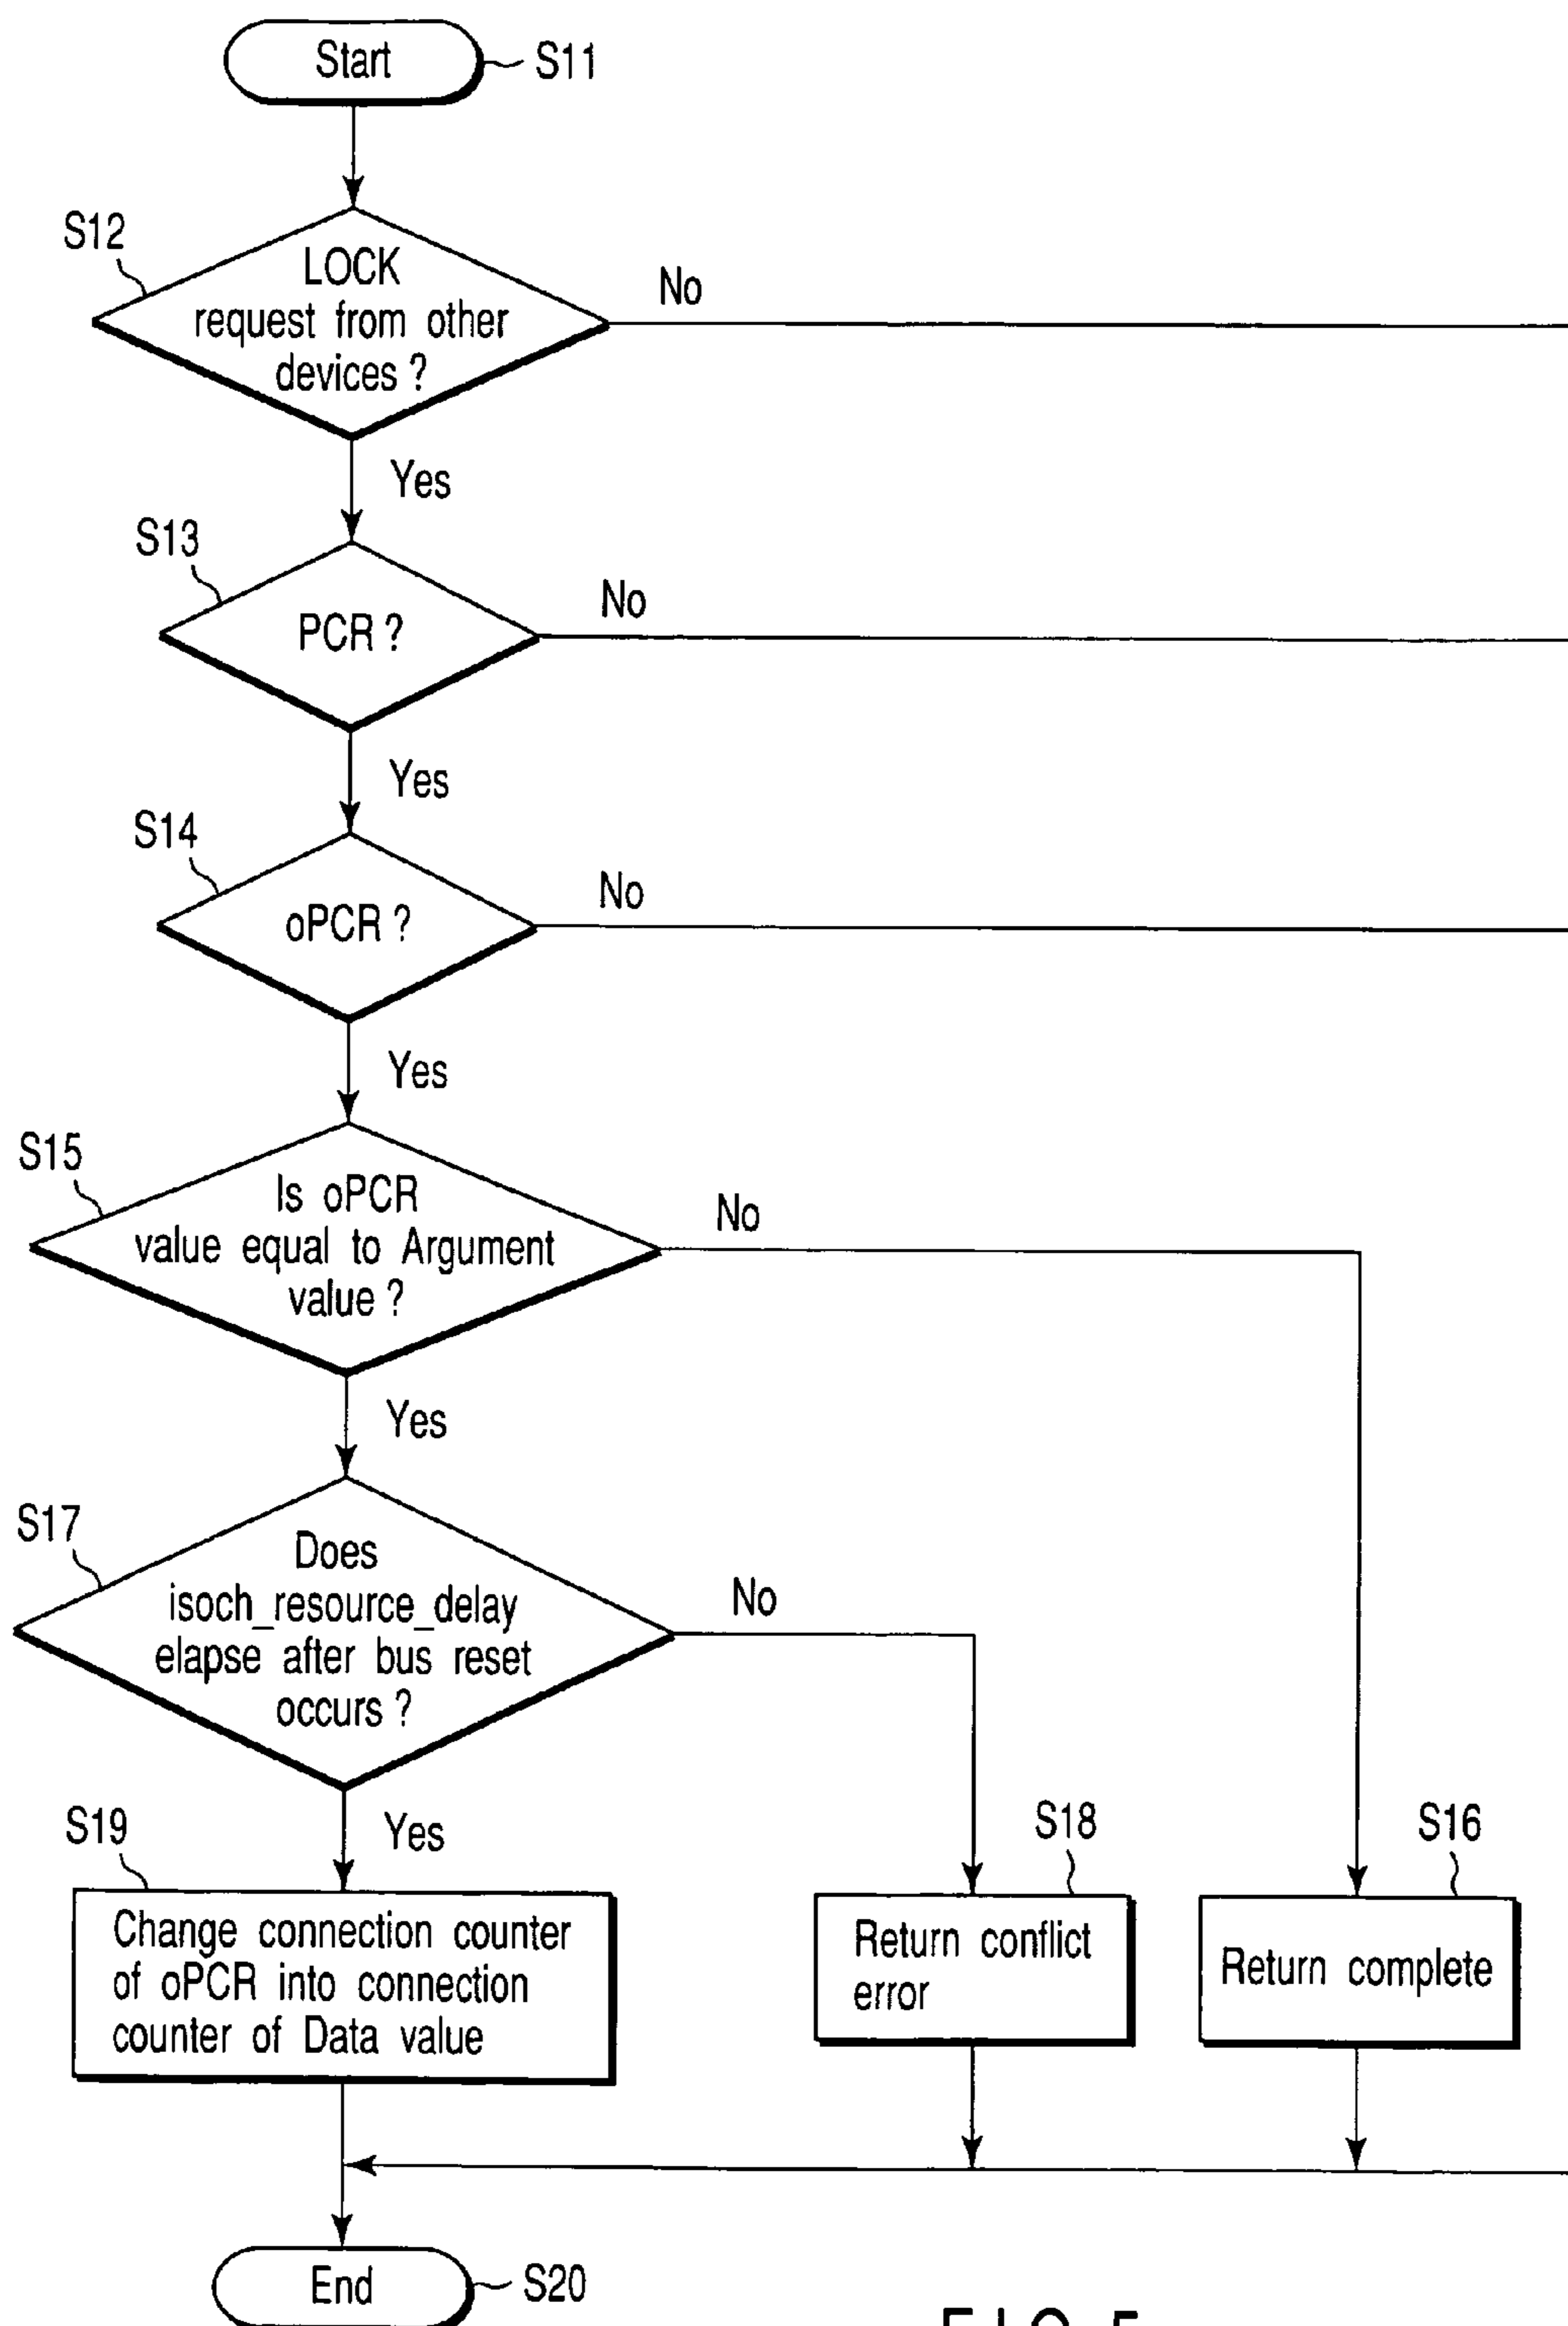 Start
S11
S12
LOCK
request from other
devices ?
No
Yes
S13
PCR ?
No
Yes
S14
oPCR ?
No
Yes
S15
Is oPCR
value equal to Argument
value ?
No
Yes
S17
Does
isoch_resource_delay
elapse after bus reset
occurs ?
No
Yes
S19
Change connection counter
of oPCR into connection
counter of Data value
S18
Return conflict
error
S16
Return complete
End
S20